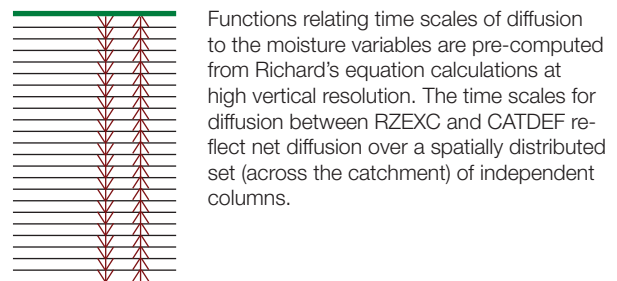 Functions relating time scales of diffusion
to the moisture variables are pre-computed
from Richard's equation calculations at
high vertical resolution. The time scales for
diffusion between RZEXC and CATDEF re-
flect net diffusion over a spatially distributed
set (across the catchment) of independent
columns.